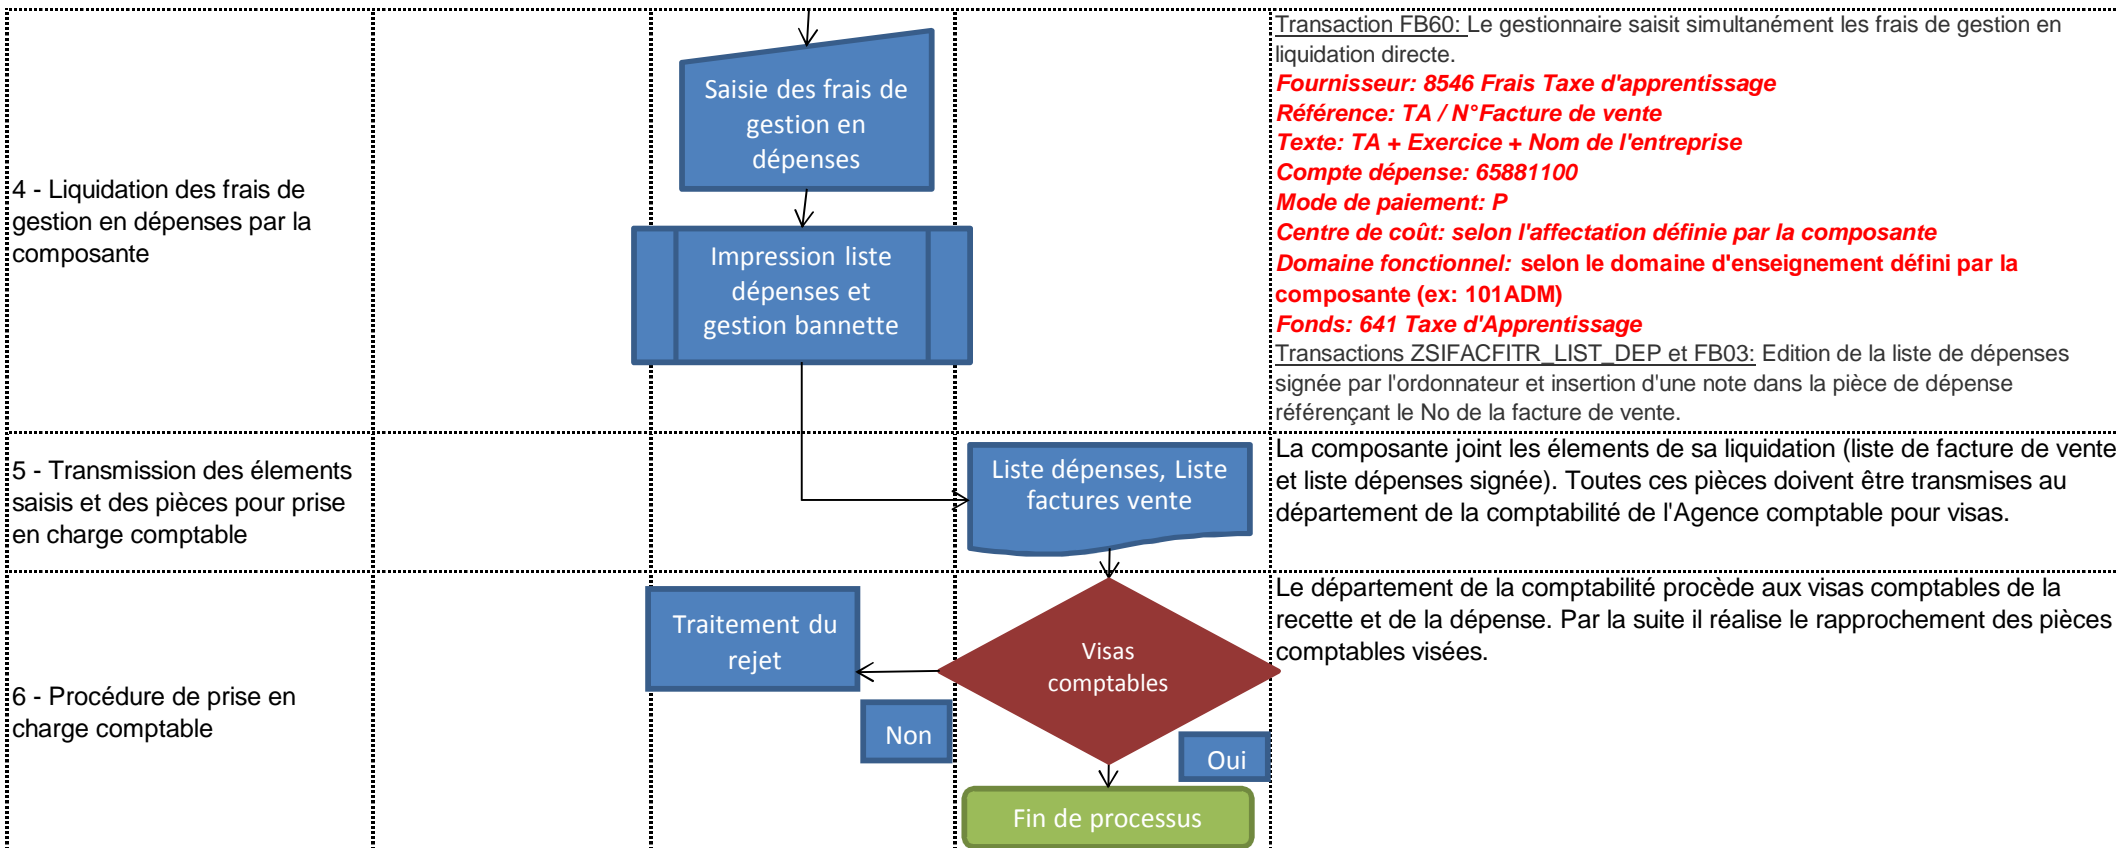 4 - Liquidation des frais de
gestion en dépenses par la
composante
Saisie des frais de
gestion en
dépenses
Impression liste
dépenses et
gestion bannette
Transaction FB60: Le gestionnaire saisit simultanément les frais de gestion en
liquidation directe.
Fournisseur: 8546 Frais Taxe d'apprentissage
Référence: TA / N°Facture de vente
Texte: TA + Exercice + Nom de l'entreprise
Compte dépense: 65881100
Mode de paiement: P
Centre de coût: selon l'affectation définie par la composante
Domaine fonctionnel: selon le domaine d'enseignement défini par la
composante (ex: 101ADM)
Fonds: 641 Taxe d'Apprentissage
Transactions ZSIFACFITR_LIST_DEP et FB03: Edition de la liste de dépenses
signée par l'ordonnateur et insertion d'une note dans la pièce de dépense
référençant le No de la facture de vente.
5 - Transmission des élements
saisis et des pièces pour prise
en charge comptable
Liste dépenses, Liste
factures vente
La composante joint les élements de sa liquidation (liste de facture de vente
et liste dépenses signée). Toutes ces pièces doivent être transmises au
département de la comptabilité de l'Agence comptable pour visas.
6 - Procédure de prise en
charge comptable
Traitement du
rejet
Non
Visas
comptables
Oui
Fin de processus
Le département de la comptabilité procède aux visas comptables de la
recette et de la dépense. Par la suite il réalise le rapprochement des pièces
comptables visées.